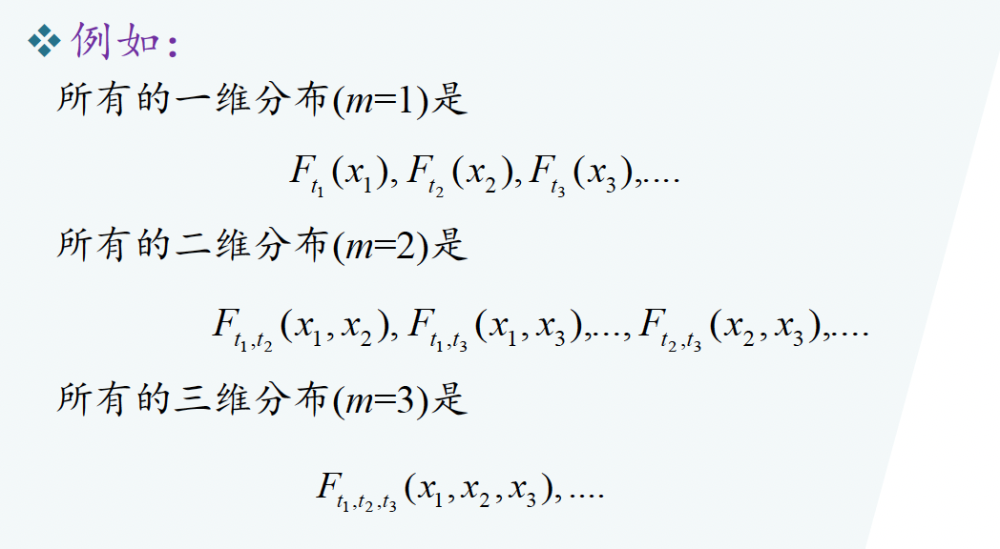 例如：
所有的一维分布(m=1)是
F_{t_1}(x_1), F_{t_2}(x_2), F_{t_3}(x_3),....
所有的二维分布(m=2)是
F_{t_1,t_2}(x_1,x_2), F_{t_1,t_3}(x_1,x_3),..., F_{t_2,t_3}(x_2,x_3),....
所有的三维分布(m=3)是
F_{t_1,t_2,t_3}(x_1,x_2,x_3),....